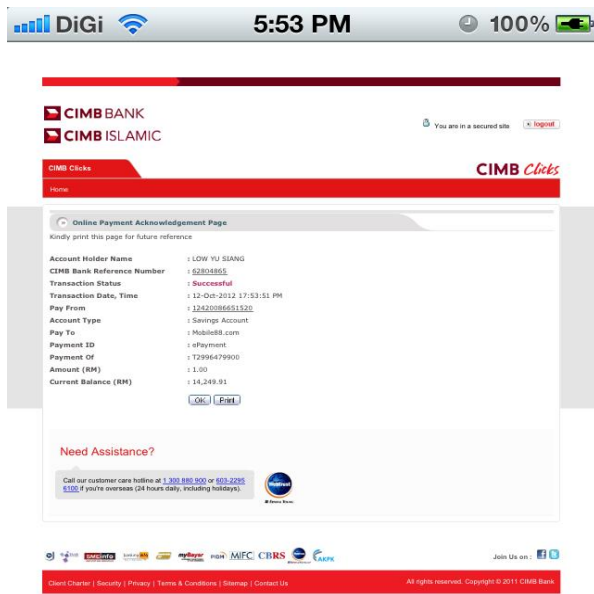 DiGi 5:53 PM 100%
CIMB BANK
CIMB ISLAMIC
You are in a secured site logout
CIMB Clicks CIMB Clicks
Home
Online Payment Acknowledgement Page
Kindly print this page for future reference
Account Holder Name : LOW YU SIANG
CIMB Bank Reference Number : 62804865
Transaction Status : Successful
Transaction Date, Time : 12-Oct-2012 17:53:51 PM
Pay From : 12420086651520
Account Type : Savings Account
Pay To : Mobile88.com
Payment ID : ePayment
Payment Of : T2996479900
Amount (RM) : 1.00
Current Balance (RM) : 14,249.91
OK Print
Need Assistance?
Call our customer care hotline at 1 300 880 900 or 603-2295
6100 if you're overseas (24 hours daily, including holidays).
SMEinfo myBayar MIFC CBRS AKPK
Join Us on :
Client Charter | Security | Privacy | Terms & Conditions | Sitemap | Contact Us All rights reserved. Copyright © 2011 CIMB Bank